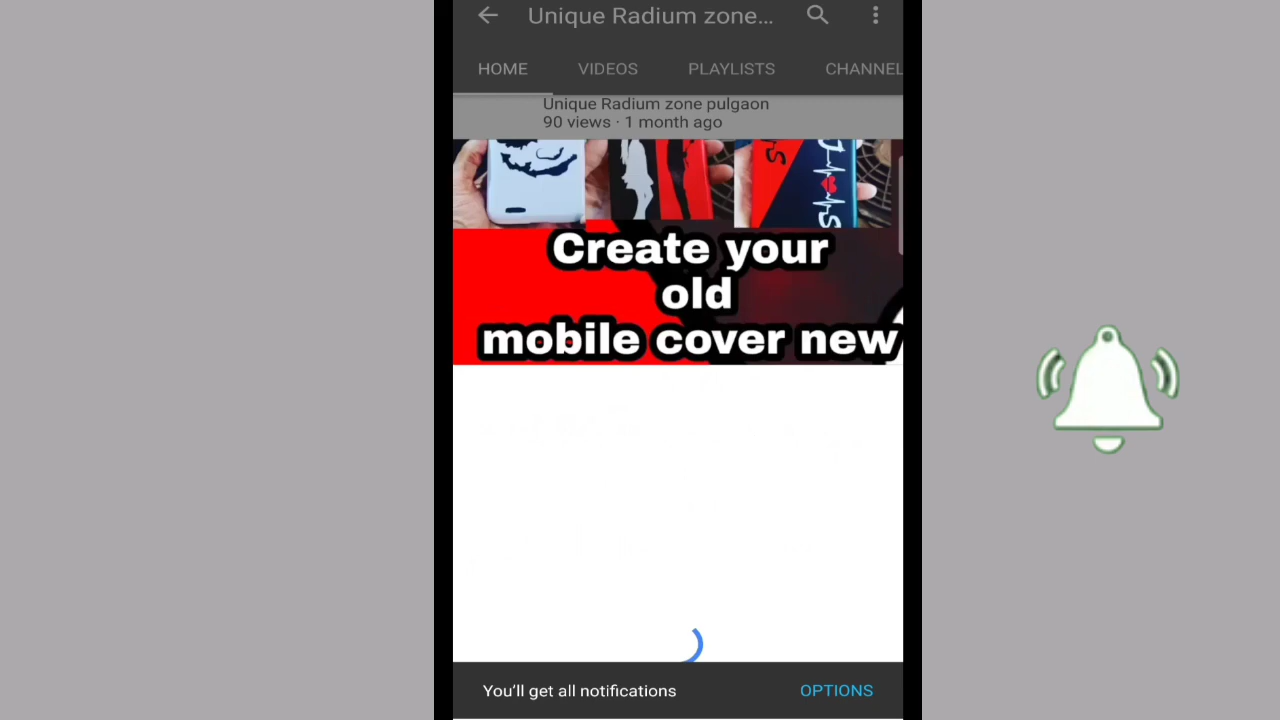 Unique Radium zone...
HOME VIDEOS PLAYLISTS CHANNEL
Unique Radium zone pulgaon
90 views · 1 month ago
Create your
old
mobile cover new
You'll get all notifications OPTIONS